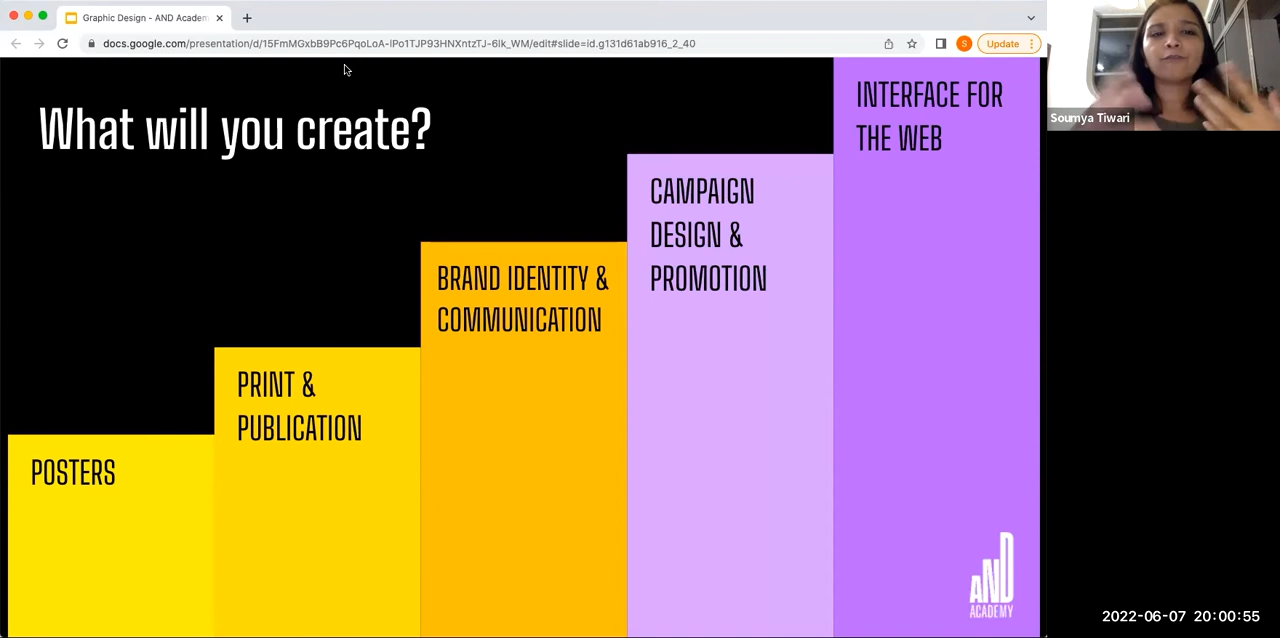 Graphic Design - AND Academ
docs.google.com/presentation/d/15FmMGxbB9Pc6PqoLoA-lPo1TJP93HNXntzTJ-6lk_WM/edit#slide=id.g131d61ab916_2_40
S
Update
What will you create?
POSTERS
PRINT &
PUBLICATION
BRAND IDENTITY &
COMMUNICATION
CAMPAIGN
DESIGN &
PROMOTION
INTERFACE FOR
THE WEB
AND
ACADEMY
Soumya Tiwari
2022-06-07 20:00:55